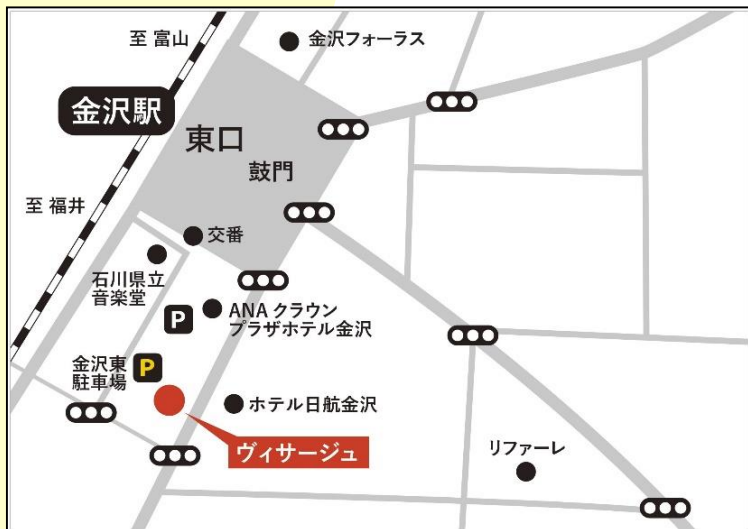 至 富山
金沢フォーラス
金沢駅
東口
鼓門
至 福井
交番
石川県立
音楽堂
P
ANA クラウン
プラザホテル金沢
金沢東
駐車場
P
ホテル日航金沢
ヴィサージュ
リファーレ